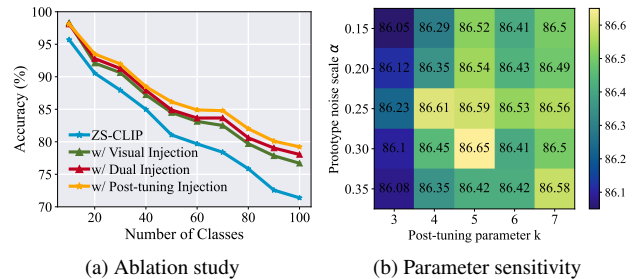 100
95
90
85
80
75
70
Accuracy (%)
ZS-CLIP
w/ Visual Injection
w/ Dual Injection
w/ Post-tuning Injection
20 40 60 80 100
Number of Classes
(a) Ablation study
Prototype noise scale α
0.15 86.05 86.29 86.52 86.41 86.5
0.20 86.12 86.35 86.54 86.43 86.49
0.25 86.23 86.61 86.59 86.53 86.56
0.30 86.1 86.45 86.65 86.41 86.5
0.35 86.08 86.35 86.42 86.42 86.58
3 4 5 6 7
Post-tuning parameter k
86.6
86.5
86.4
86.3
86.2
86.1
(b) Parameter sensitivity